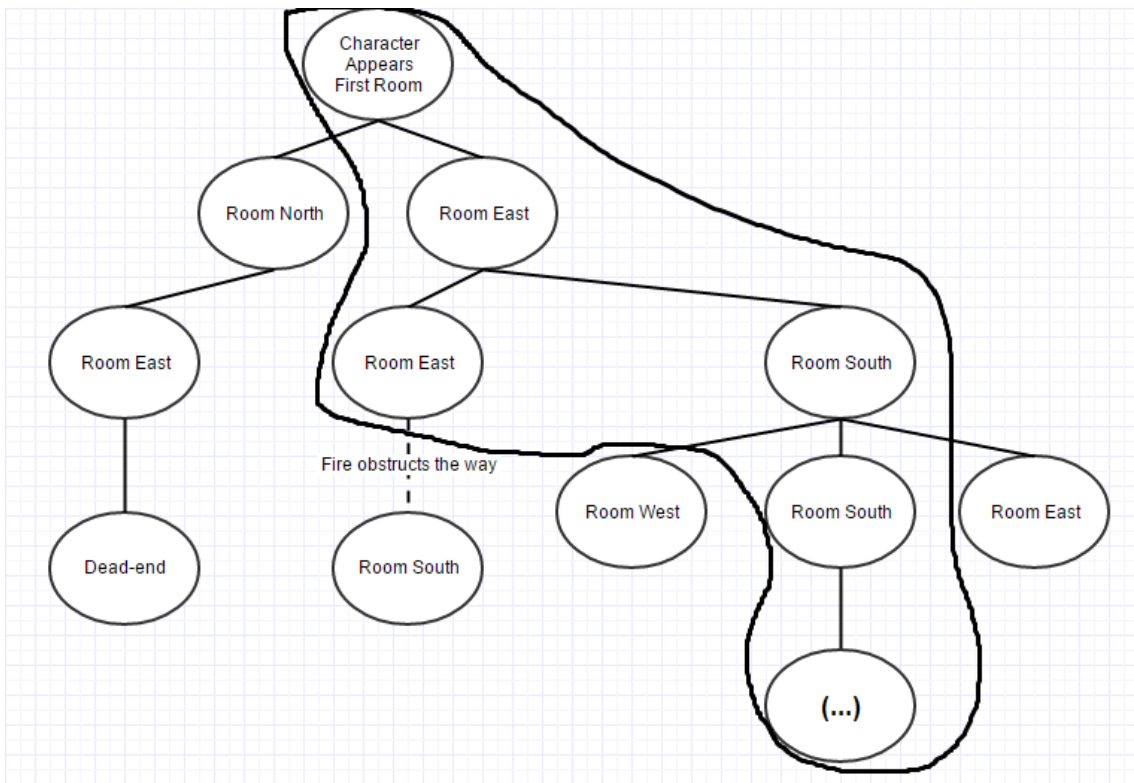 Character
Appears
First Room
Room North
Room East
Room East
Room East
Room South
Fire obstructs the way
Room West
Room South
Room East
Dead-end
Room South
(...)